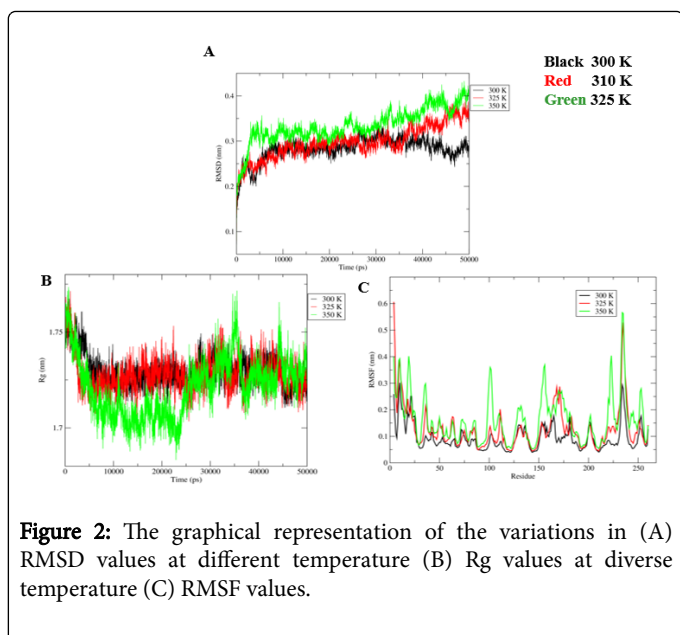 A
Black 300 K
Red 310 K
Green 325 K
300 K
325 K
350 K
0.4
0.3
0.2
0.1
RMSD (nm)
0 10000 20000 30000 40000 50000
Time (ps)
B
300 K
325 K
350 K
1.75
1.7
Rg (nm)
0 10000 20000 30000 40000 50000
Time (ps)
C
300 K
325 K
350 K
0.6
0.5
0.4
0.3
0.2
0.1
0
RMSF (nm)
0 50 100 150 200 250
Residue
Figure 2: The graphical representation of the variations in (A)
RMSD values at different temperature (B) Rg values at diverse
temperature (C) RMSF values.